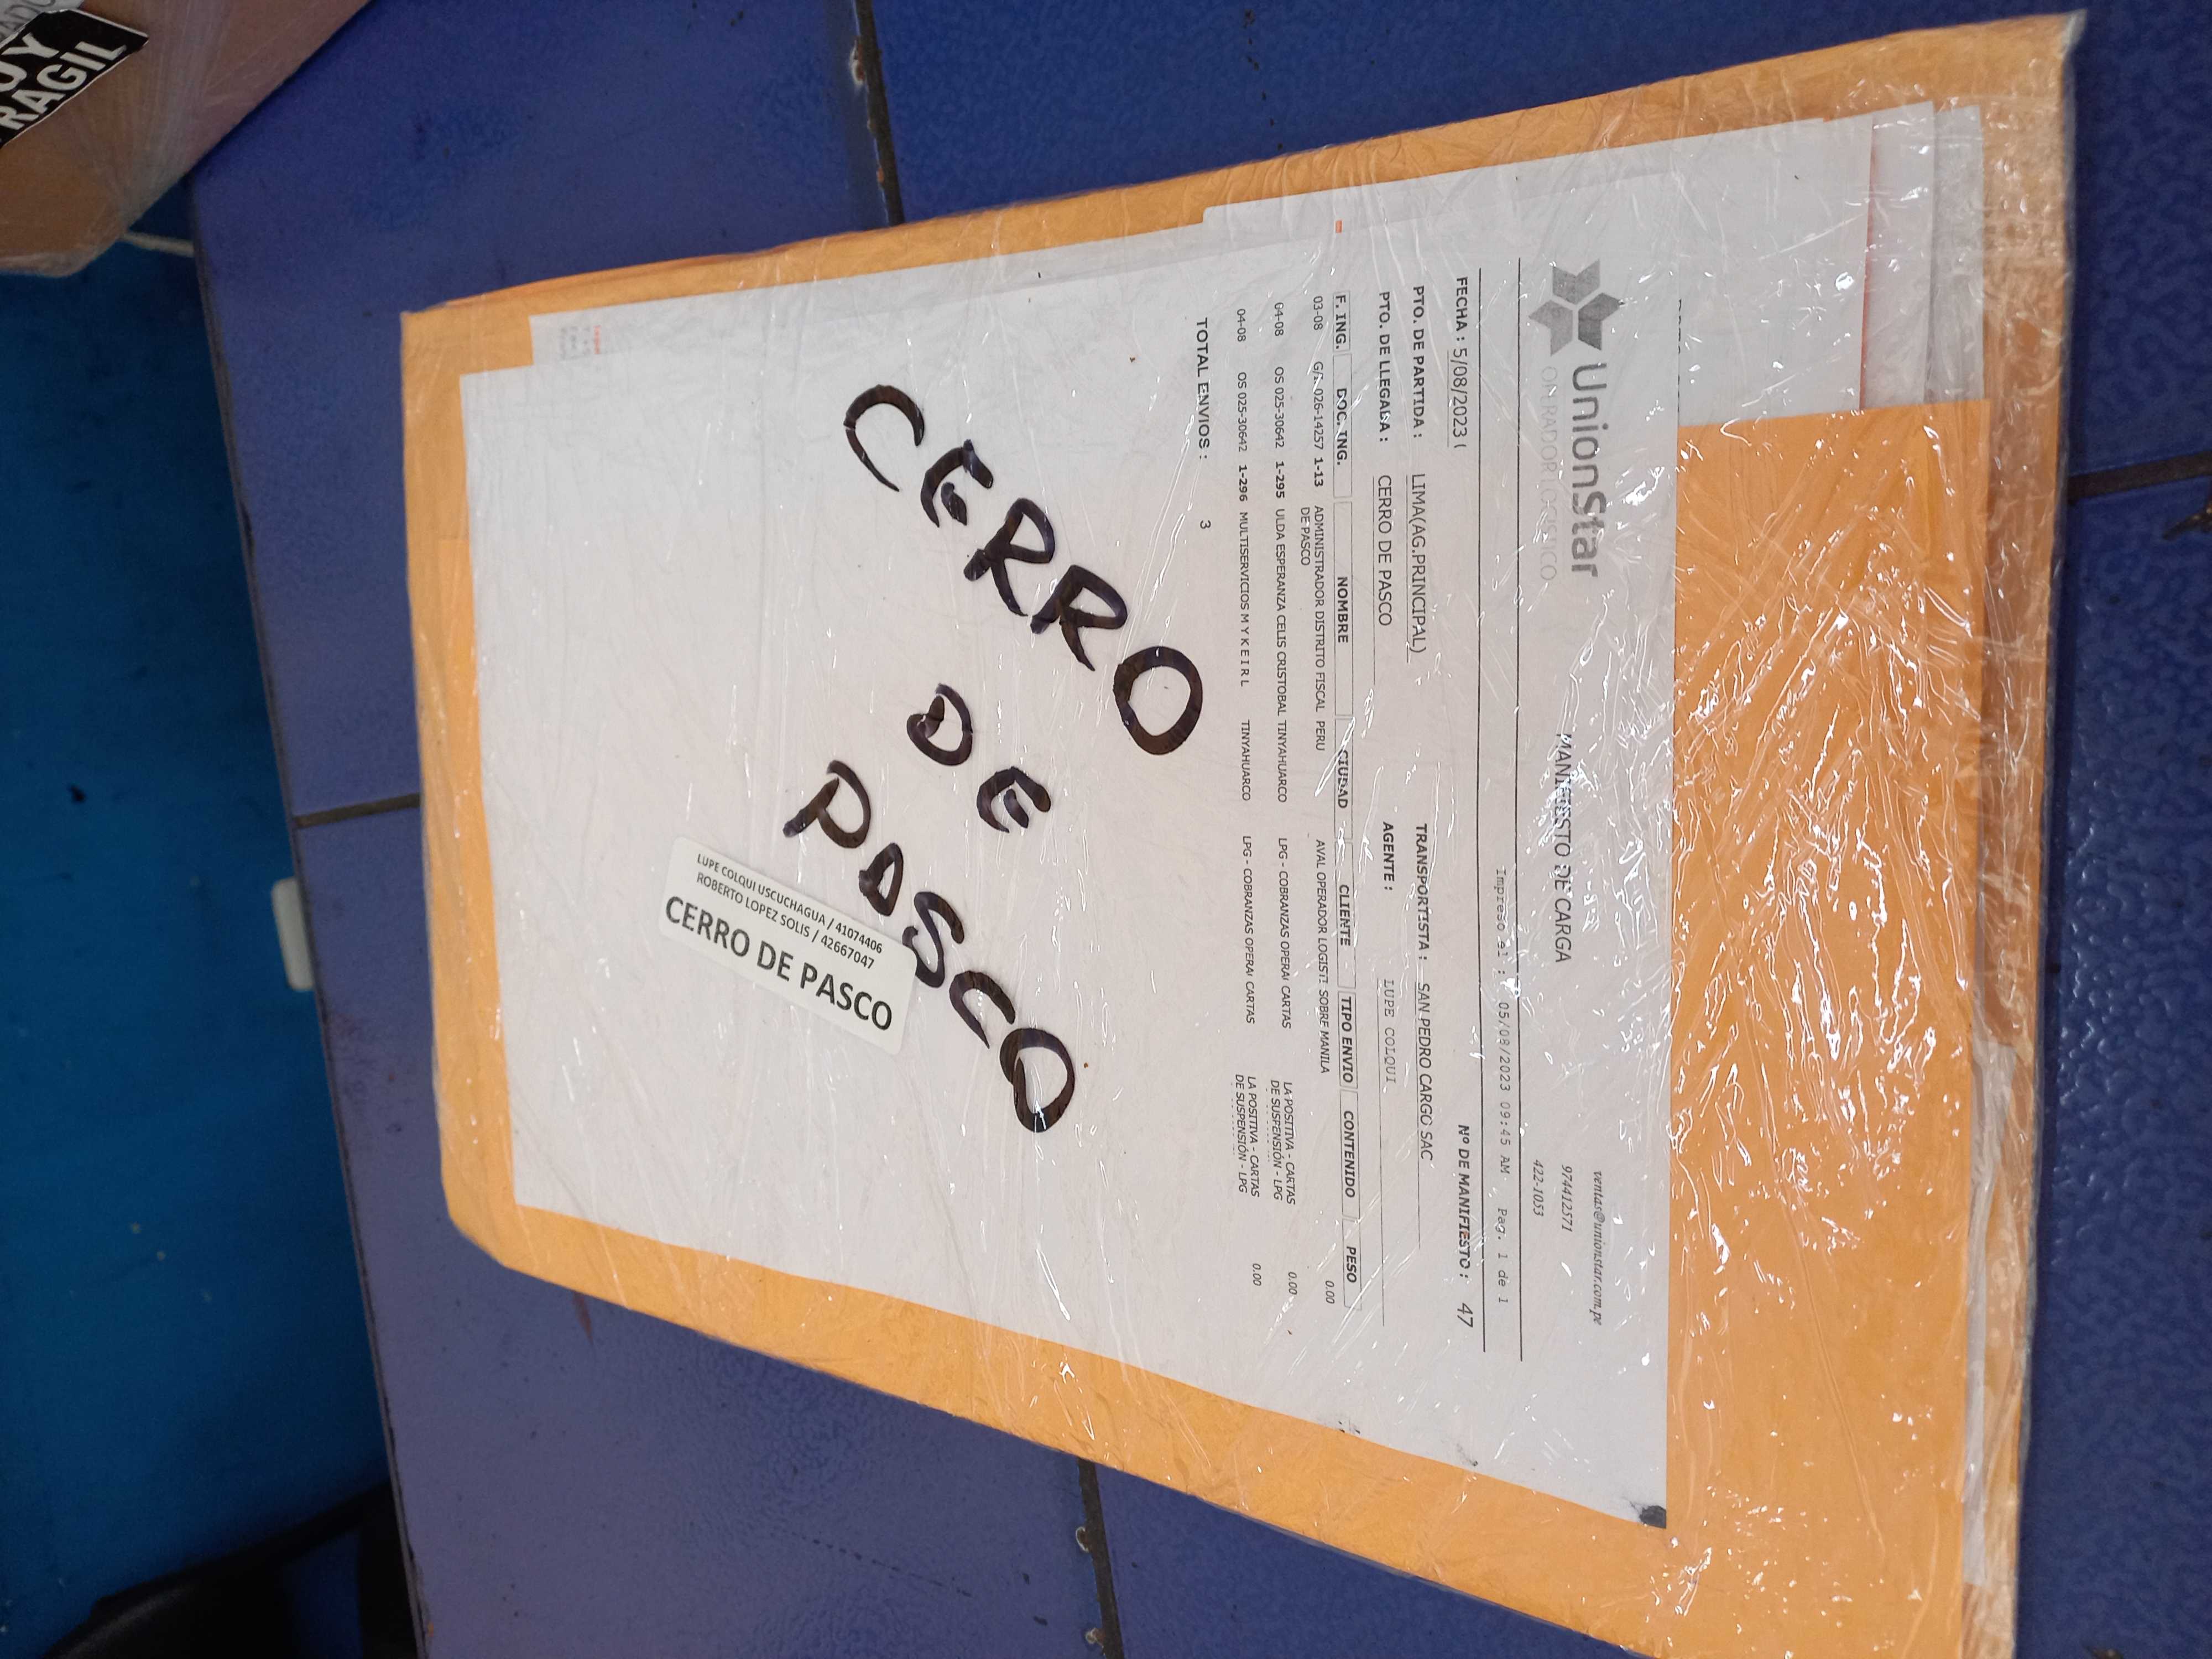 UnionStar
OPERADOR LOGISTICO
MANIFIESTO DE CARGA
ventas@unionstar.com.pe
974412571
422-1053
Impreso el : 05/08/2023 09:45 AM Pag. 1 de 1
FECHA : 5/08/2023 (
Nº DE MANIFIESTO : 47
PTO. DE PARTIDA : LIMA(AG.PRINCIPAL) TRANSPORTISTA : SAN PEDRO CARGO SAC
PTO. DE LLEGADA : CERRO DE PASCO AGENTE : LUPE COLQUI
F. ING. DOC. ING. NOMBRE CIUDAD CLIENTE TIPO ENVIO CONTENIDO PESO
03-08 026-14257 1-13 ADMINISTRADOR DISTRITO FISCAL PERU AVAL OPERADOR LOGISTI SOBRE MANILA 0.00
DE PASCO
04-08 OS 025-30642 1-295 ULDA ESPERANZA CELIS CRISTOBAL TINYAHUARCO LPG - COBRANZAS OPERA CARTAS LA POSITIVA - CARTAS 0.00
DE SUSPENSIÓN - LPG
04-08 OS 025-30642 1-296 MULTISERVICIOS M Y K E I R L TINYAHUARCO LPG - COBRANZAS OPERA CARTAS LA POSITIVA - CARTAS 0.00
DE SUSPENSIÓN - LPG
TOTAL ENVIOS : 3
CERRO
DE
PASCO
LUPE COLQUI USCUCHAGUA / 41074406
ROBERTO LOPEZ SOLIS / 42667047
CERRO DE PASCO